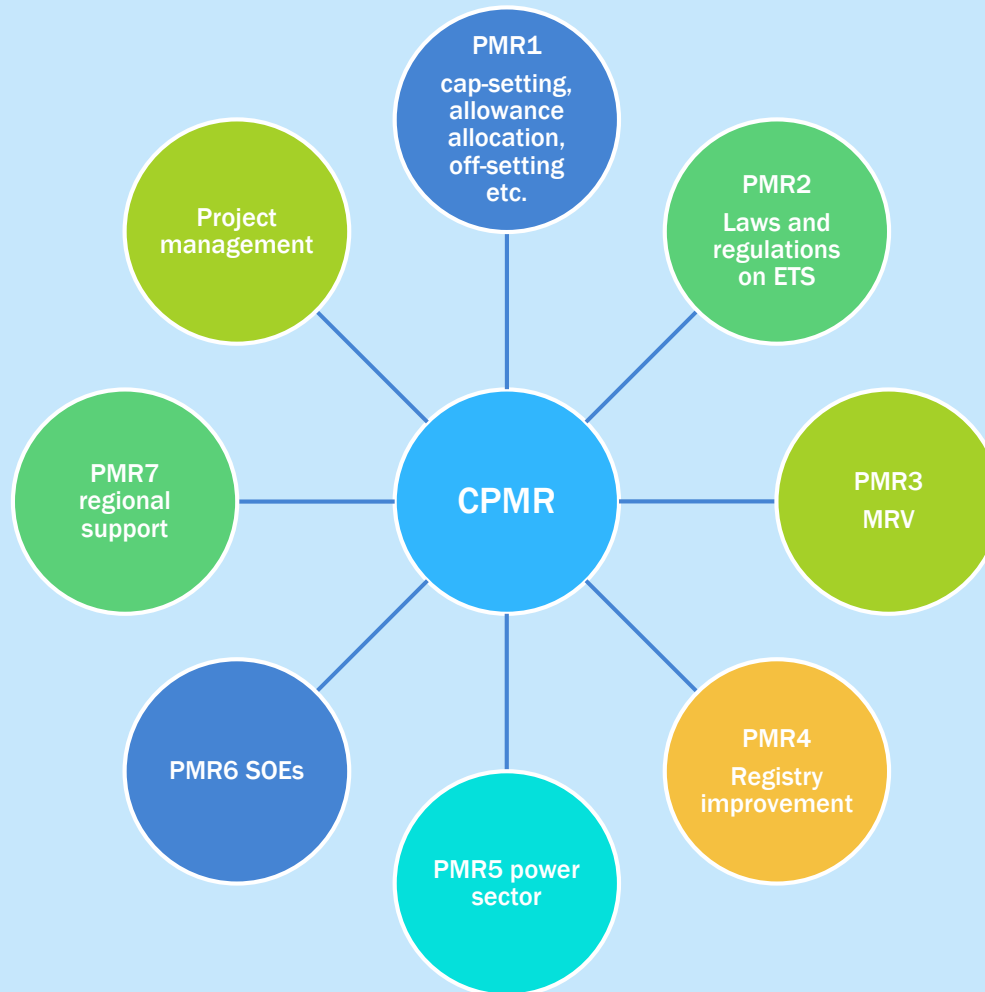 PMR1
cap-setting,
allowance
allocation,
off-setting
etc.
PMR2
Laws and
regulations
on ETS
PMR3
MRV
PMR4
Registry
improvement
PMR5 power
sector
PMR6 SOEs
PMR7
regional
support
Project
management
CPMR